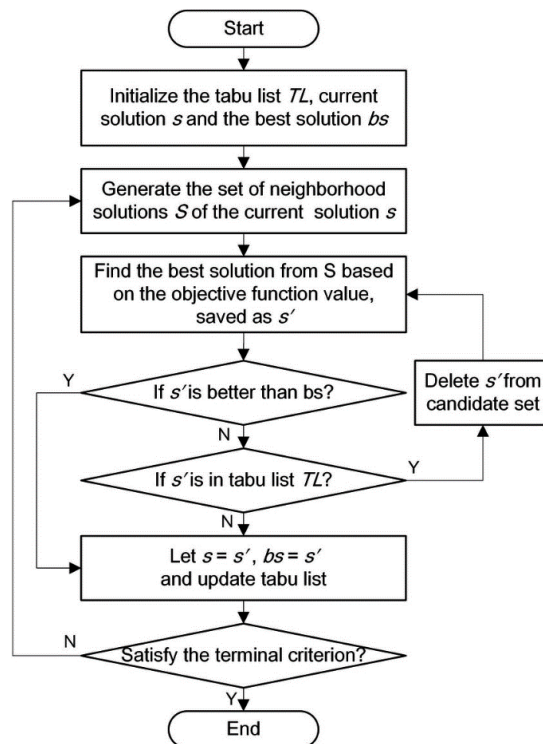 Start
Initialize the tabu list TL, current
solution s and the best solution bs
Generate the set of neighborhood
solutions S of the current solution s
Find the best solution from S based
on the objective function value,
saved as s′
Y
If s′ is better than bs?
Delete s′ from
candidate set
N
If s′ is in tabu list TL?
Y
N
Let s = s′, bs = s′
and update tabu list
N
Satisfy the terminal criterion?
Y
End